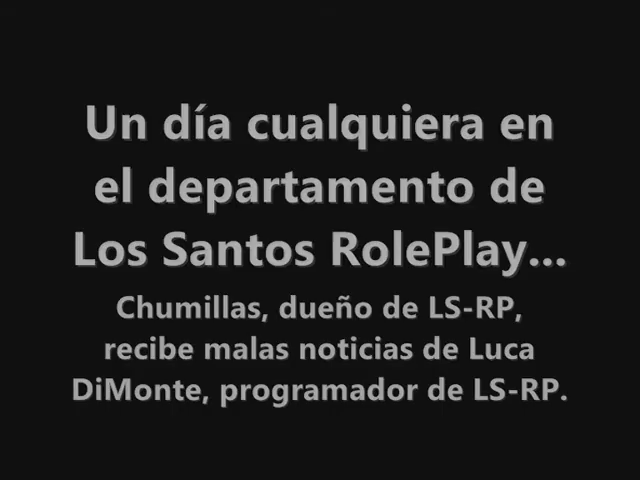 Un día cualquiera en
el departamento de
Los Santos RolePlay...
Chumillas, dueño de LS-RP,
recibe malas noticias de Luca
DiMonte, programador de LS-RP.